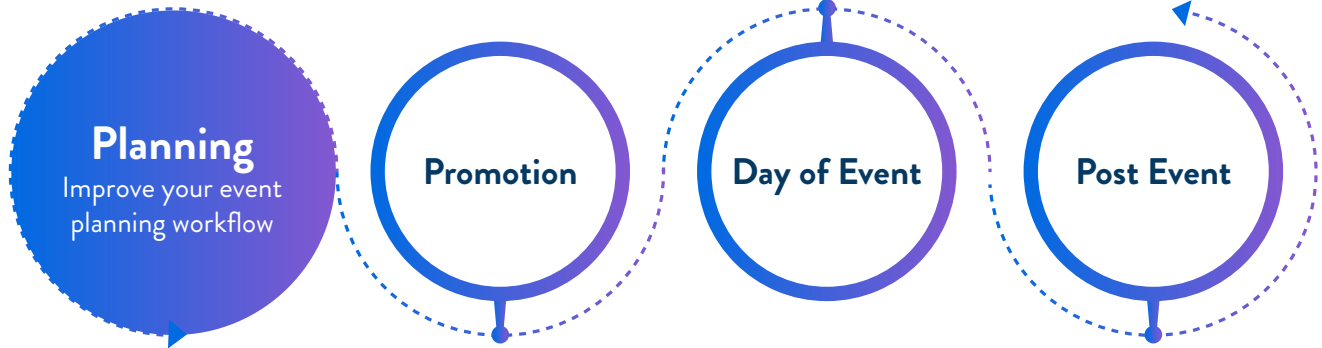 Planning
Improve your event
planning workflow
Promotion
Day of Event
Post Event